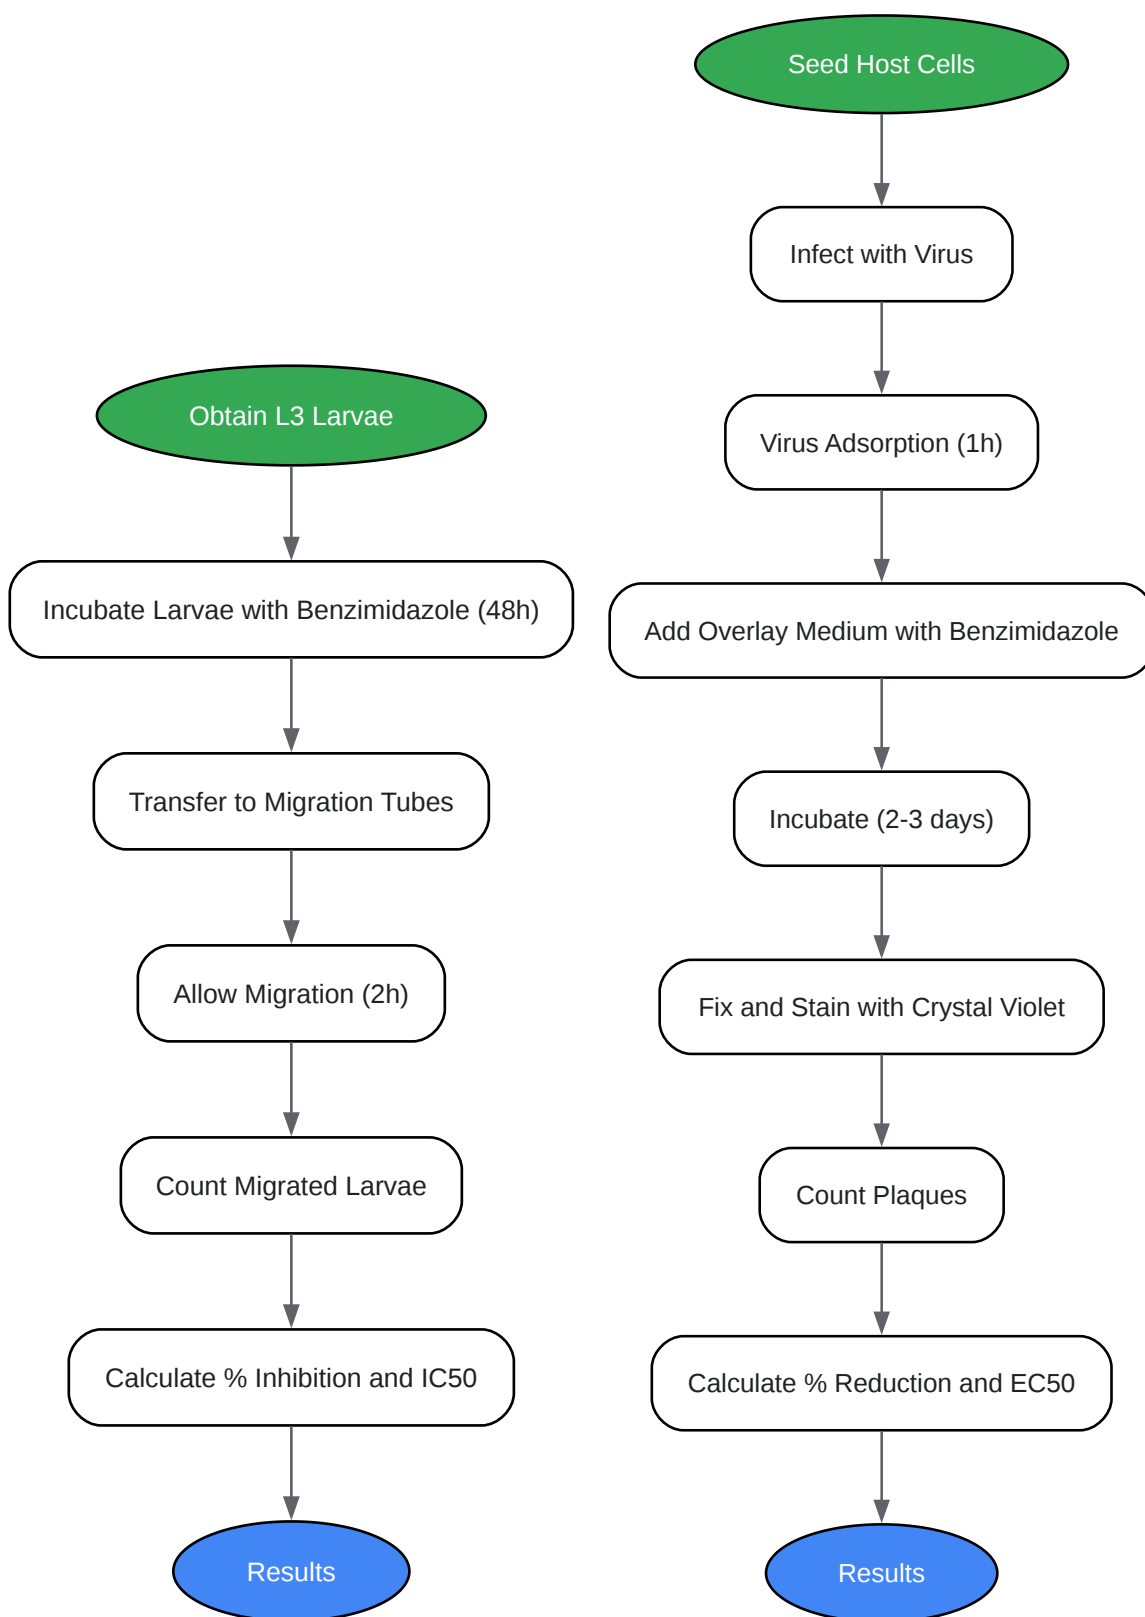 Obtain L3 Larvae
Incubate Larvae with Benzimidazole (48h)
Transfer to Migration Tubes
Allow Migration (2h)
Count Migrated Larvae
Calculate % Inhibition and IC50
Results
Seed Host Cells
Infect with Virus
Virus Adsorption (1h)
Add Overlay Medium with Benzimidazole
Incubate (2-3 days)
Fix and Stain with Crystal Violet
Count Plaques
Calculate % Reduction and EC50
Results